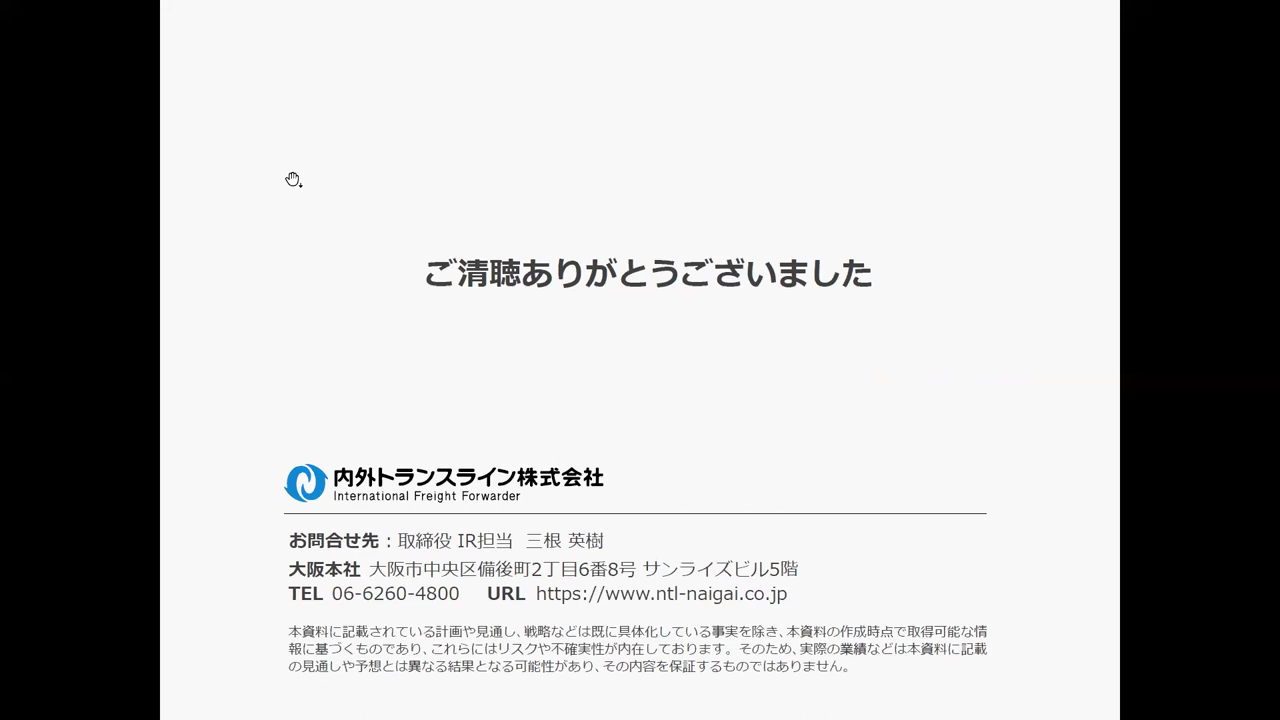 ご清聴ありがとうございました
内外トランスライン株式会社
International Freight Forwarder
お問合せ先：取締役 IR担当 三根 英樹
大阪本社 大阪市中央区備後町2丁目6番8号 サンライズビル5階
TEL 06-6260-4800 URL https://www.ntl-naigai.co.jp
本資料に記載されている計画や見通し、戦略などは既に具体化している事実を除き、本資料の作成時点で取得可能な情
報に基づくものであり、これらにはリスクや不確実性が内在しております。そのため、実際の業績などは本資料に記載
の見通しや予想とは異なる結果となる可能性があり、その内容を保証するものではありません。